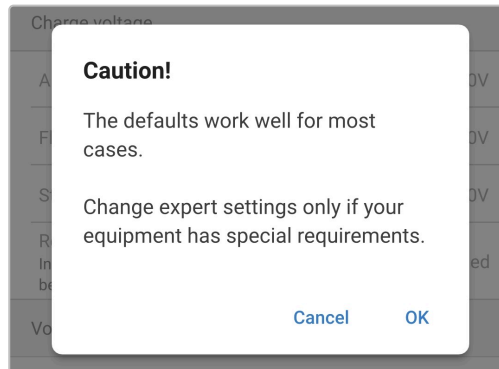 Charge voltage
Caution!
The defaults work well for most
cases.
Change expert settings only if your
equipment has special requirements.
Cancel
OK